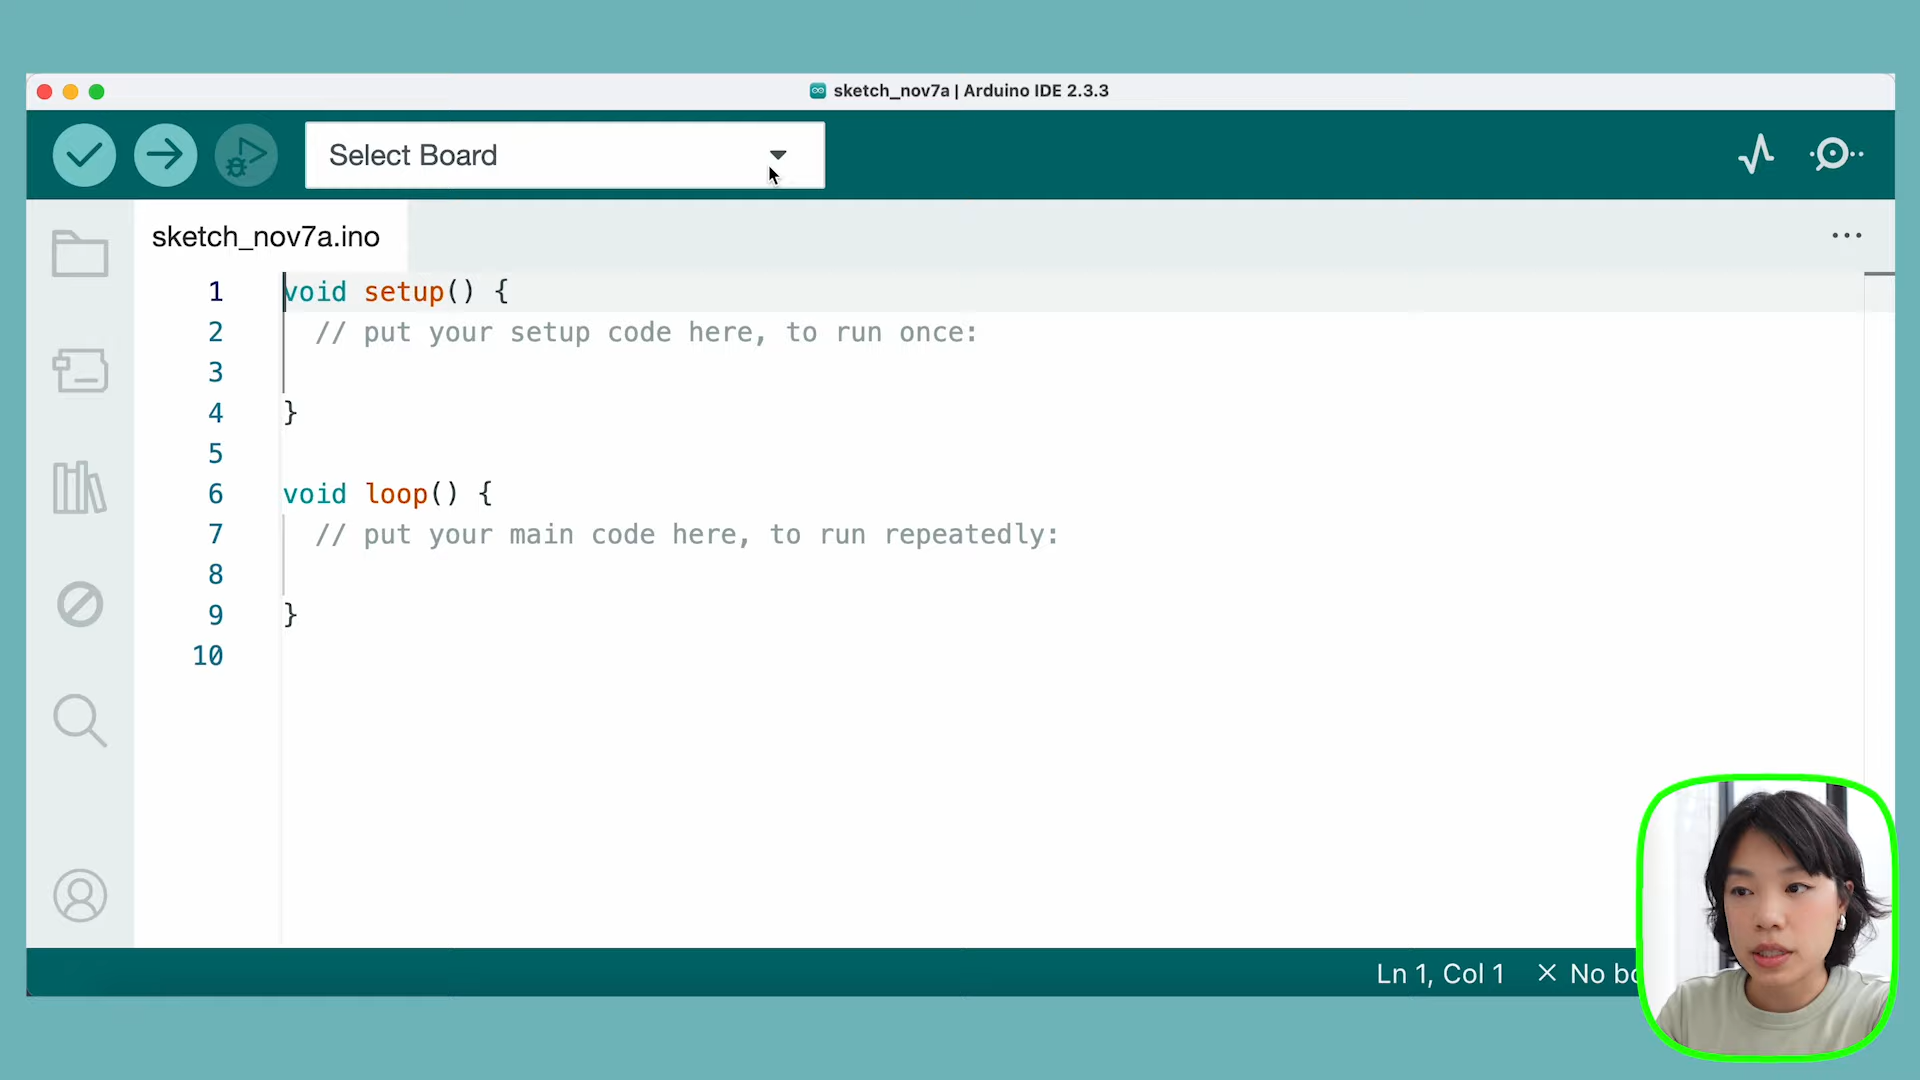 sketch_nov7a | Arduino IDE 2.3.3
Select Board
sketch_nov7a.ino
1 void setup() {
2 // put your setup code here, to run once:
3
4 }
5
6 void loop() {
7 // put your main code here, to run repeatedly:
8
9 }
10
Ln 1, Col 1 × No